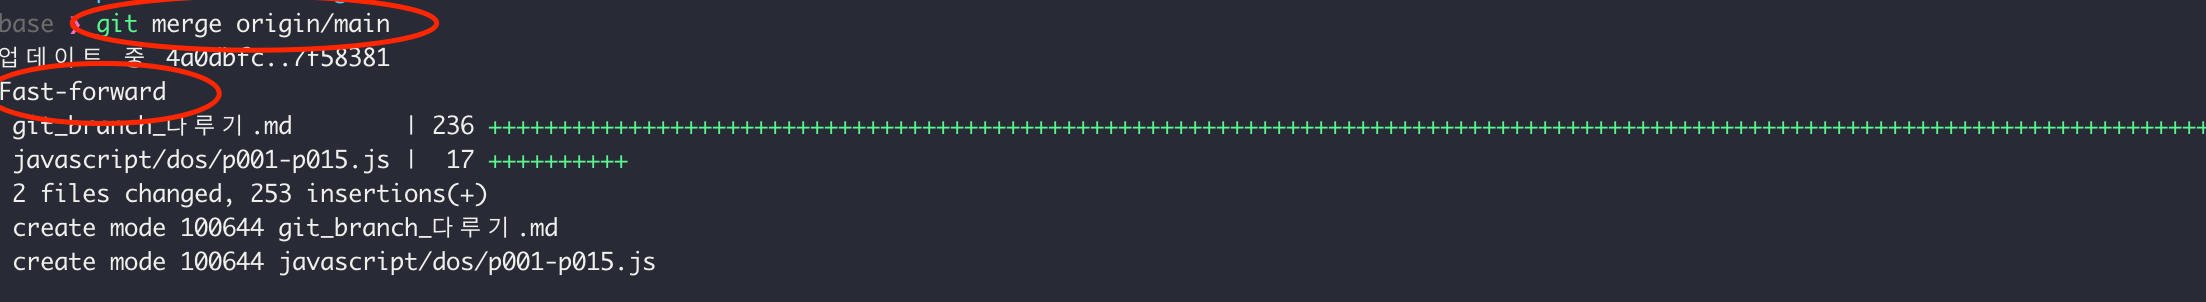 base ❯ git merge origin/main
업데이트 중 4a0dbfc..7f58381
Fast-forward
git_branch_다루기.md | 236 ++++++++++++++++++++++++++++++++++++++++++++++++++++++++++++++++++++++++++++++++++++++++++++++++++++++++++++++++++++++++++++
javascript/dos/p001-p015.js | 17 ++++++++++
2 files changed, 253 insertions(+)
create mode 100644 git_branch_다루기.md
create mode 100644 javascript/dos/p001-p015.js